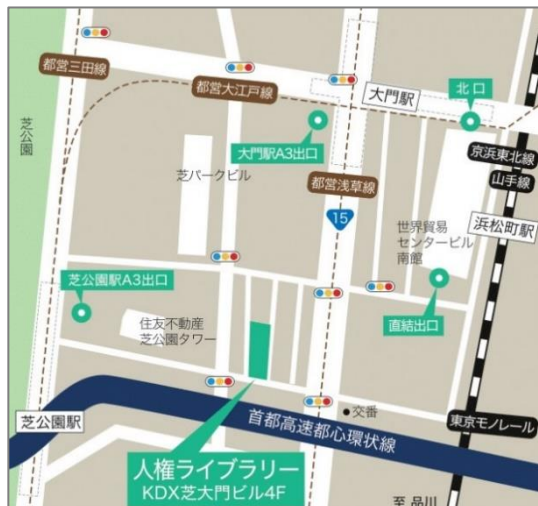 都営三田線
芝公園
都営大江戸線
大門駅
北口
大門駅A3出口
京浜東北線
山手線
芝パークビル
都営浅草線
15
世界貿易
センタービル
南館
浜松町駅
芝公園駅A3出口
直結出口
住友不動産
芝公園タワー
交番
芝公園駅
首都高速都心環状線
東京モノレール
人権ライブラリー
KDX芝大門ビル4F
至 品川